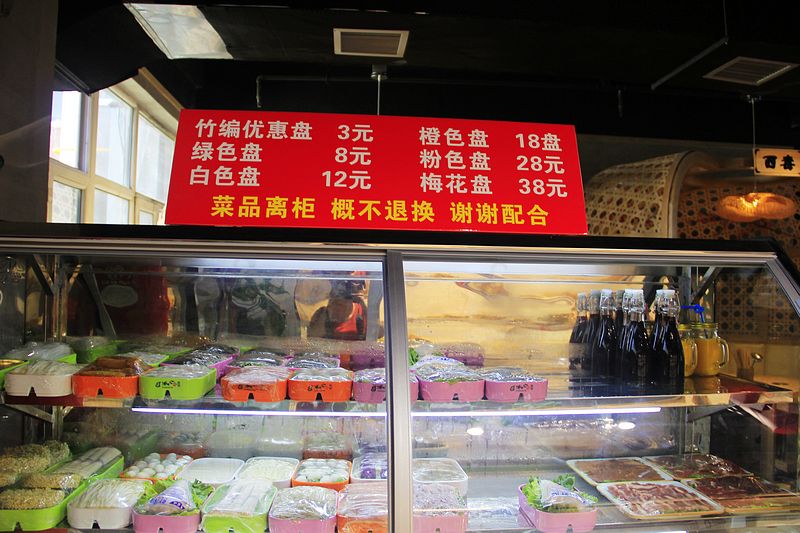 竹编优惠盘 3元 橙色盘 18盘
绿色盘 8元 粉色盘 28元
白色盘 12元 梅花盘 38元
菜品离柜 概不退换 谢谢配合